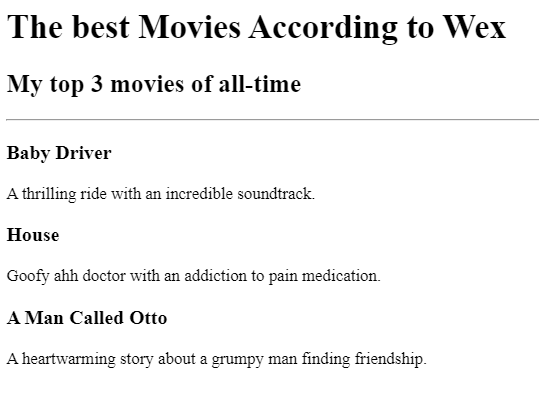 The best Movies According to Wex
My top 3 movies of all-time
Baby Driver
A thrilling ride with an incredible soundtrack.
House
Goofy ahh doctor with an addiction to pain medication.
A Man Called Otto
A heartwarming story about a grumpy man finding friendship.